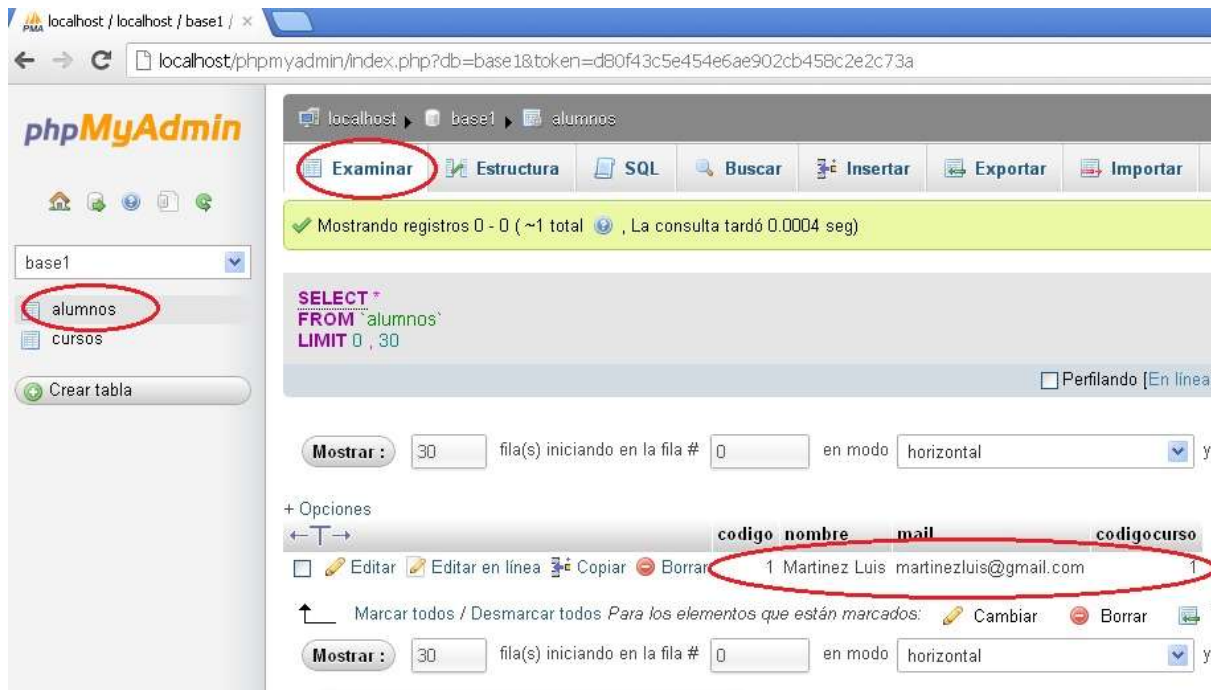 localhost / localhost / base1 /
localhost/phpmyadmin/index.php?db=base1&token=d80f43c5e454e6ae902cb458c2e2c73a
phpMyAdmin
base1
alumnos
cursos
Crear tabla
localhost base1 alumnos
Examinar Estructura SQL Buscar Insertar Exportar Importar
Mostrando registros 0 - 0 ( ~1 total , La consulta tardó 0.0004 seg)
SELECT *
FROM `alumnos`
LIMIT 0 , 30
Perfilando [En línea
Mostrar : 30 fila(s) iniciando en la fila # 0 en modo horizontal y
+ Opciones
←T→ codigo nombre mail codigocurso
Editar Editar en línea Copiar Borrar 1 Martinez Luis martinezluis@gmail.com 1
Marcar todos / Desmarcar todos Para los elementos que están marcados: Cambiar Borrar
Mostrar : 30 fila(s) iniciando en la fila # 0 en modo horizontal y